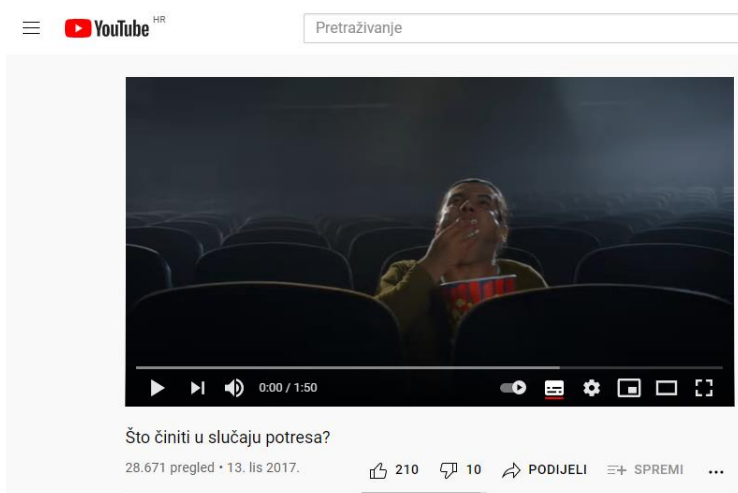 YouTube HR
Pretraživanje
0:00 / 1:50
Što činiti u slučaju potresa?
28.671 pregled • 13. lis 2017.
210 10 PODIJELI SPREMI